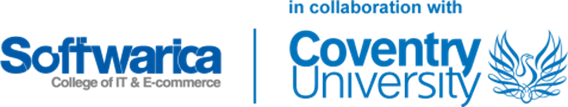 Softwarica
College of IT & E-commerce
in collaboration with
Coventry
University